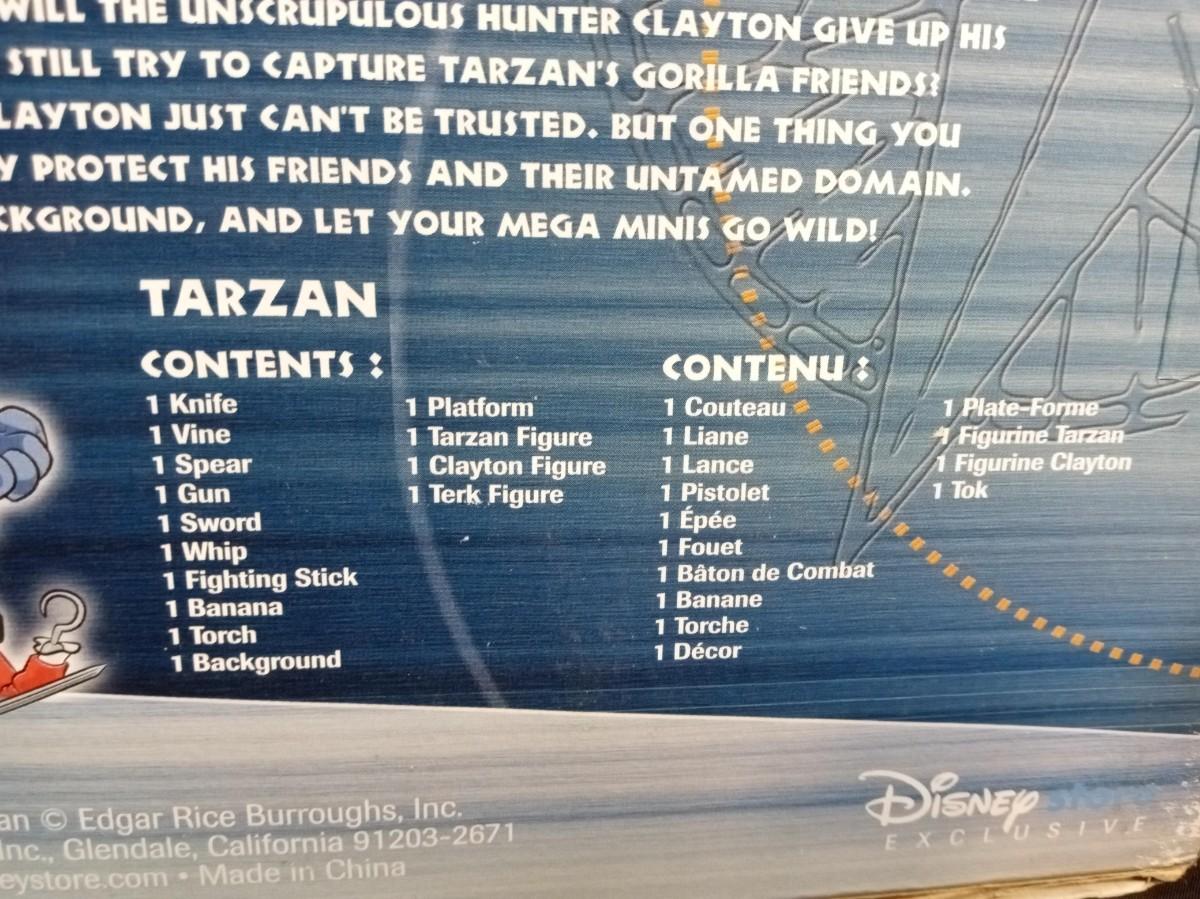 WILL THE UNSCRUPULOUS HUNTER CLAYTON GIVE UP HIS
STILL TRY TO CAPTURE TARZAN'S GORILLA FRIENDS?
LAYTON JUST CAN'T BE TRUSTED. BUT ONE THING YOU
Y PROTECT HIS FRIENDS AND THEIR UNTAMED DOMAIN.
CKGROUND, AND LET YOUR MEGA MINIS GO WILD!
TARZAN
CONTENTS :
1 Knife
1 Vine
1 Spear
1 Gun
1 Sword
1 Whip
1 Fighting Stick
1 Banana
1 Torch
1 Background
1 Platform
1 Tarzan Figure
1 Clayton Figure
1 Terk Figure
CONTENU :
1 Couteau
1 Liane
1 Lance
1 Pistolet
1 Épée
1 Fouet
1 Bâton de Combat
1 Banane
1 Torche
1 Décor
1 Plate-Forme
1 Figurine Tarzan
1 Figurine Clayton
1 Tok
an © Edgar Rice Burroughs, Inc.
Inc., Glendale, California 91203-2671
eystore.com • Made in China
Disney store
EXCLUSIVE